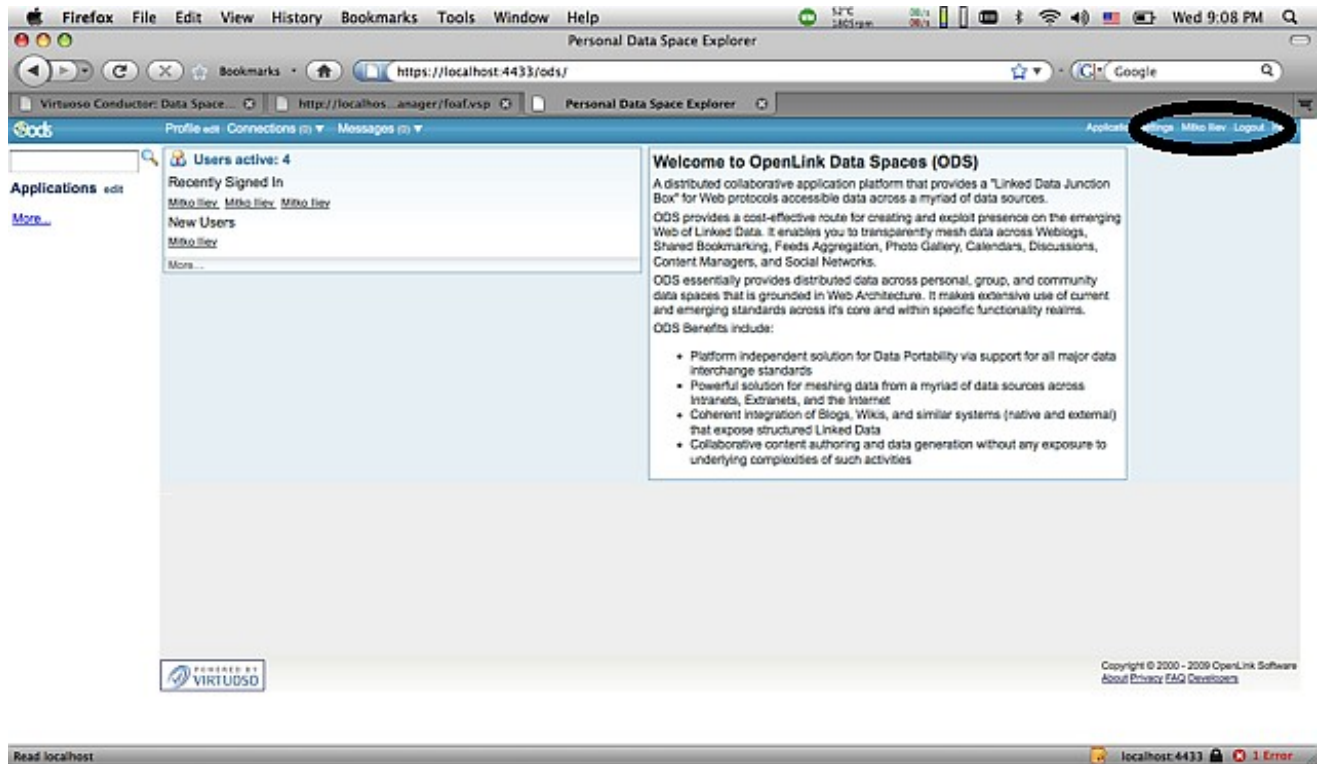 Firefox File Edit View History Bookmarks Tools Window Help 52°C 1805rpm Wed 9:08 PM
Personal Data Space Explorer
Bookmarks https://localhost:4433/ods/ Google
Virtuoso Conductor: Data Space... http://localhos...anager/foaf.vsp Personal Data Space Explorer
ods Profile edit Connections (0) ▼ Messages (0) ▼ Mitko Iliev Logout
Applications edit
More...
Users active: 4
Recently Signed In
Mitko Iliev Mitko Iliev Mitko Iliev
New Users
Mitko Iliev
More...
Welcome to OpenLink Data Spaces (ODS)
A distributed collaborative application platform that provides a "Linked Data Junction
Box" for Web protocols accessible data across a myriad of data sources.
ODS provides a cost-effective route for creating and exploit presence on the emerging
Web of Linked Data. It enables you to transparently mesh data across Weblogs,
Shared Bookmarking, Feeds Aggregation, Photo Gallery, Calendars, Discussions,
Content Managers, and Social Networks.
ODS essentially provides distributed data across personal, group, and community
data spaces that is grounded in Web Architecture. It makes extensive use of current
and emerging standards across it's core and within specific functionality realms.
ODS Benefits include:
• Platform independent solution for Data Portability via support for all major data
interchange standards
• Powerful solution for meshing data from a myriad of data sources across
Intranets, Extranets, and the Internet
• Coherent integration of Blogs, Wikis, and similar systems (native and external)
that expose structured Linked Data
• Collaborative content authoring and data generation without any exposure to
underlying complexities of such activities
POWERED BY
VIRTUOSO
Copyright © 2000 - 2009 OpenLink Software
About Privacy FAQ Developers
Read localhost localhost:4433 1 Error